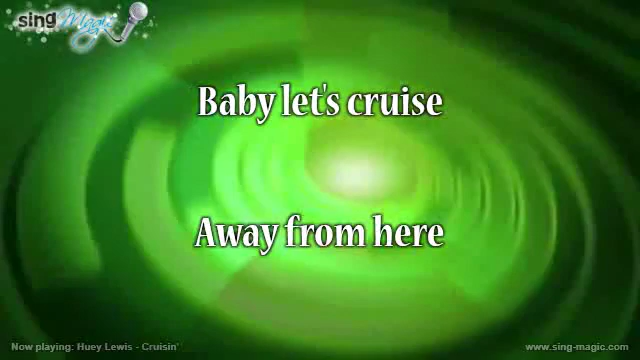 sing
Magic
Baby let's cruise
Away from here
Now playing: Huey Lewis - Cruisin'
www.sing-magic.com